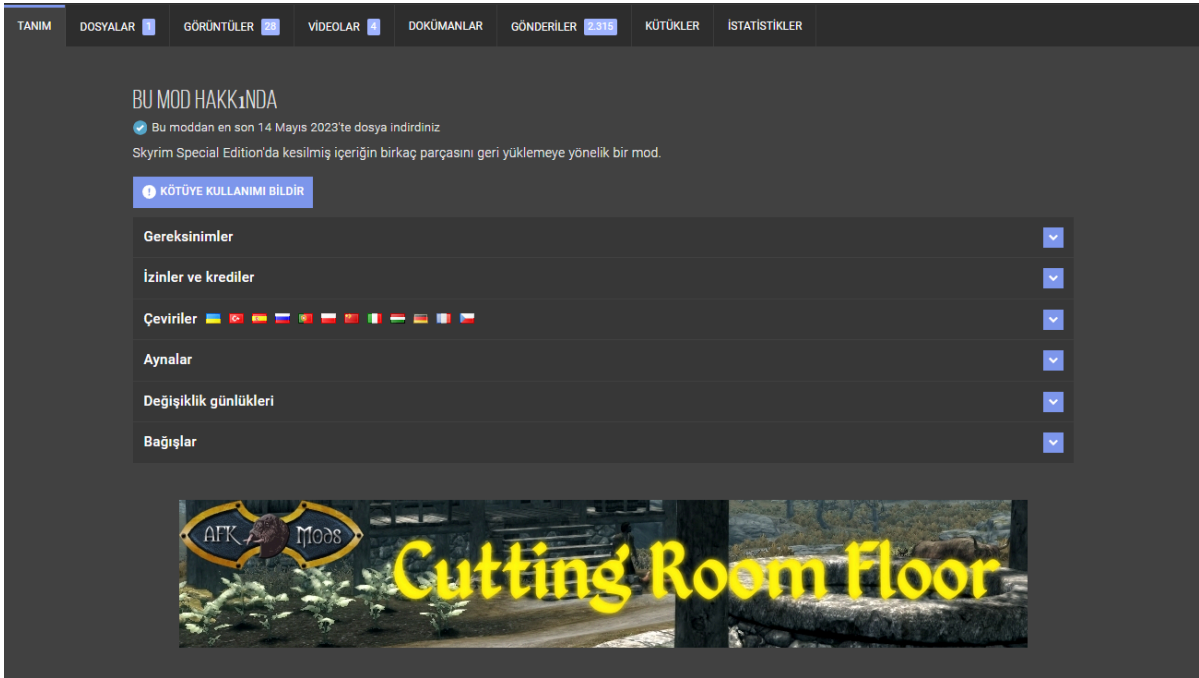 TANIM DOSYALAR 1 GÖRÜNTÜLER 28 VİDEOLAR 4 DOKÜMANLAR GÖNDERİLER 2.315 KÜTÜKLER İSTATİSTİKLER
BU MOD HAKKıNDA
Bu moddan en son 14 Mayıs 2023'te dosya indirdiniz
Skyrim Special Edition'da kesilmiş içeriğin birkaç parçasını geri yüklemeye yönelik bir mod.
KÖTÜYE KULLANIMI BİLDİR
Gereksinimler
İzinler ve krediler
Çeviriler
Aynalar
Değişiklik günlükleri
Bağışlar
AFK Mods
Cutting Room Floor